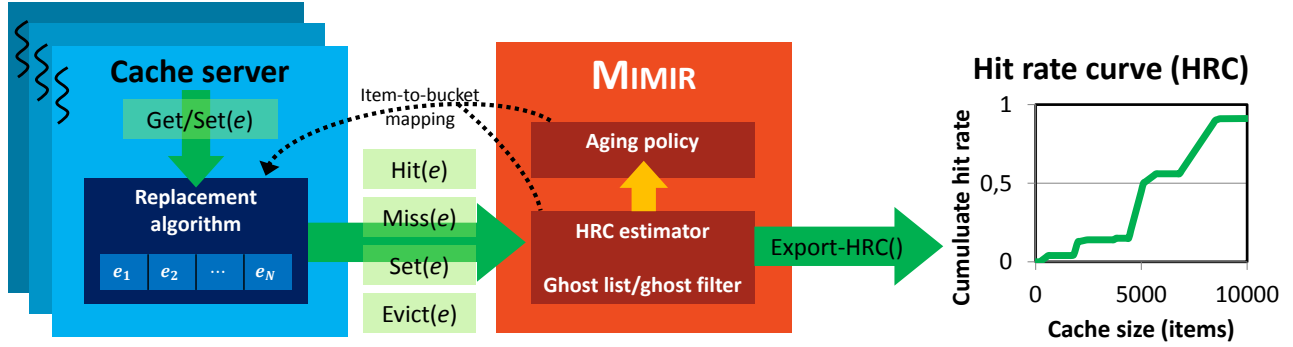 Cache server
Get/Set(e)
Replacement
algorithm
e1 e2 ... eN
Item-to-bucket
mapping
Hit(e)
Miss(e)
Set(e)
Evict(e)
MIMIR
Aging policy
HRC estimator
Ghost list/ghost filter
Export-HRC()
Hit rate curve (HRC)
Cumuluate hit rate
1
0,5
0
0 5000 10000
Cache size (items)